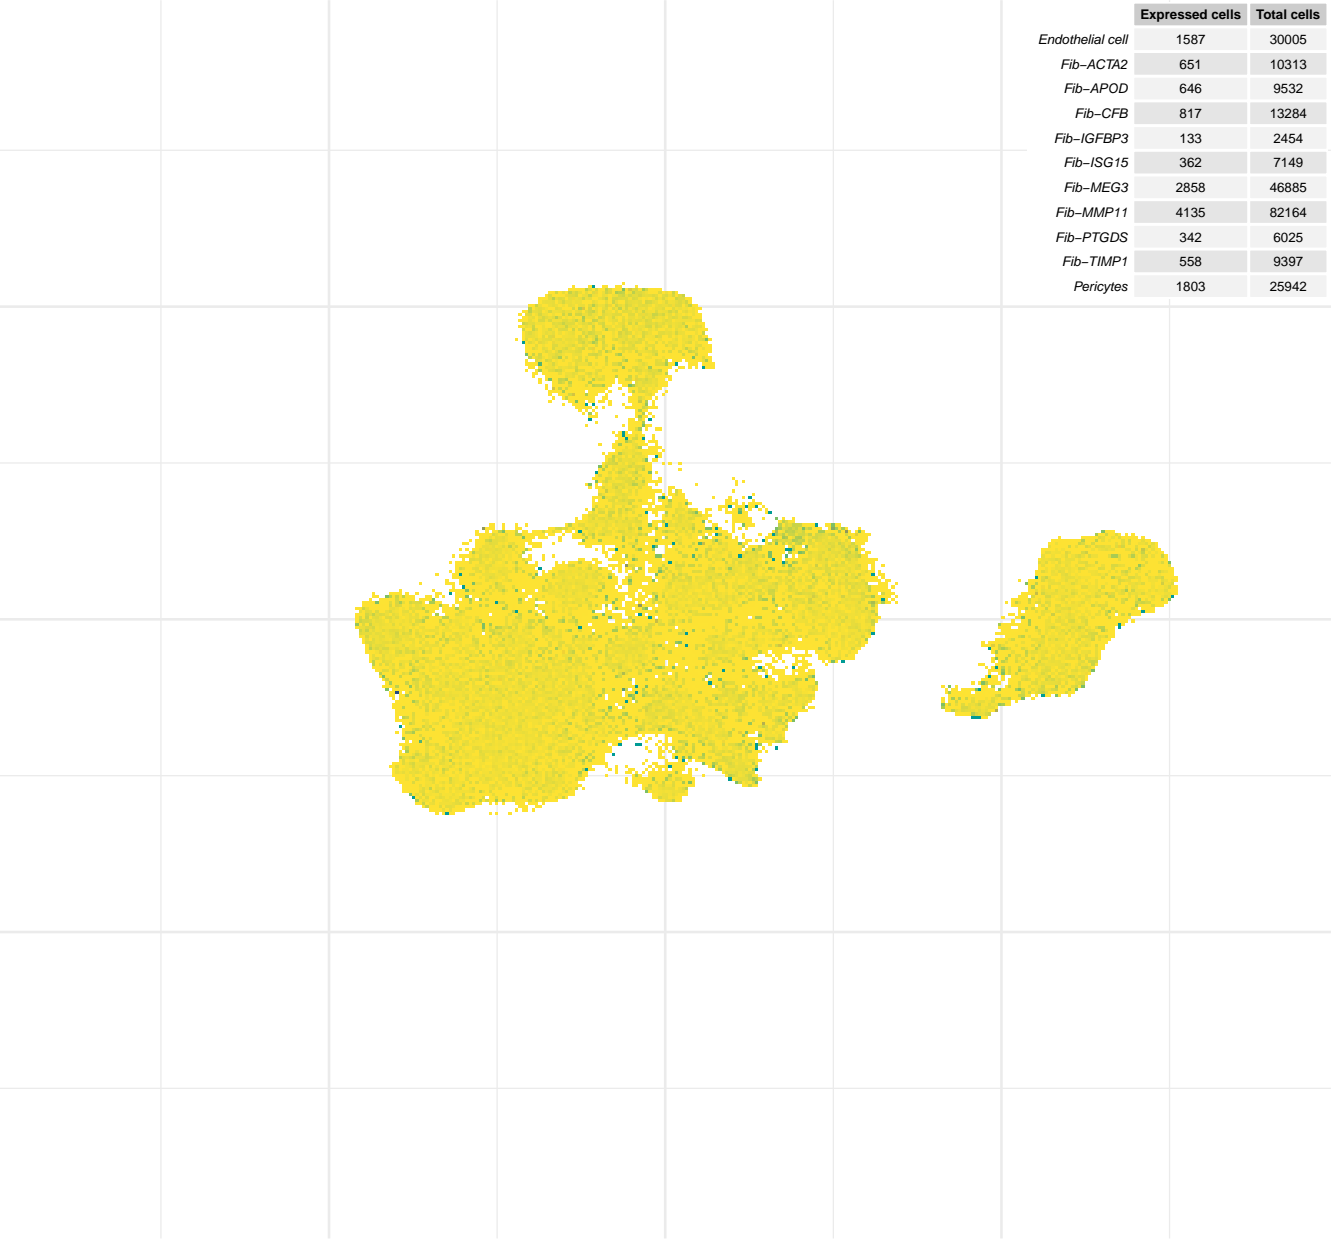 Expressed cells Total cells
Endothelial cell 1587 30005
Fib−ACTA2 651 10313
Fib−APOD 646 9532
Fib−CFB 817 13284
Fib−IGFBP3 133 2454
Fib−ISG15 362 7149
Fib−MEG3 2858 46885
Fib−MMP11 4135 82164
Fib−PTGDS 342 6025
Fib−TIMP1 558 9397
Pericytes 1803 25942